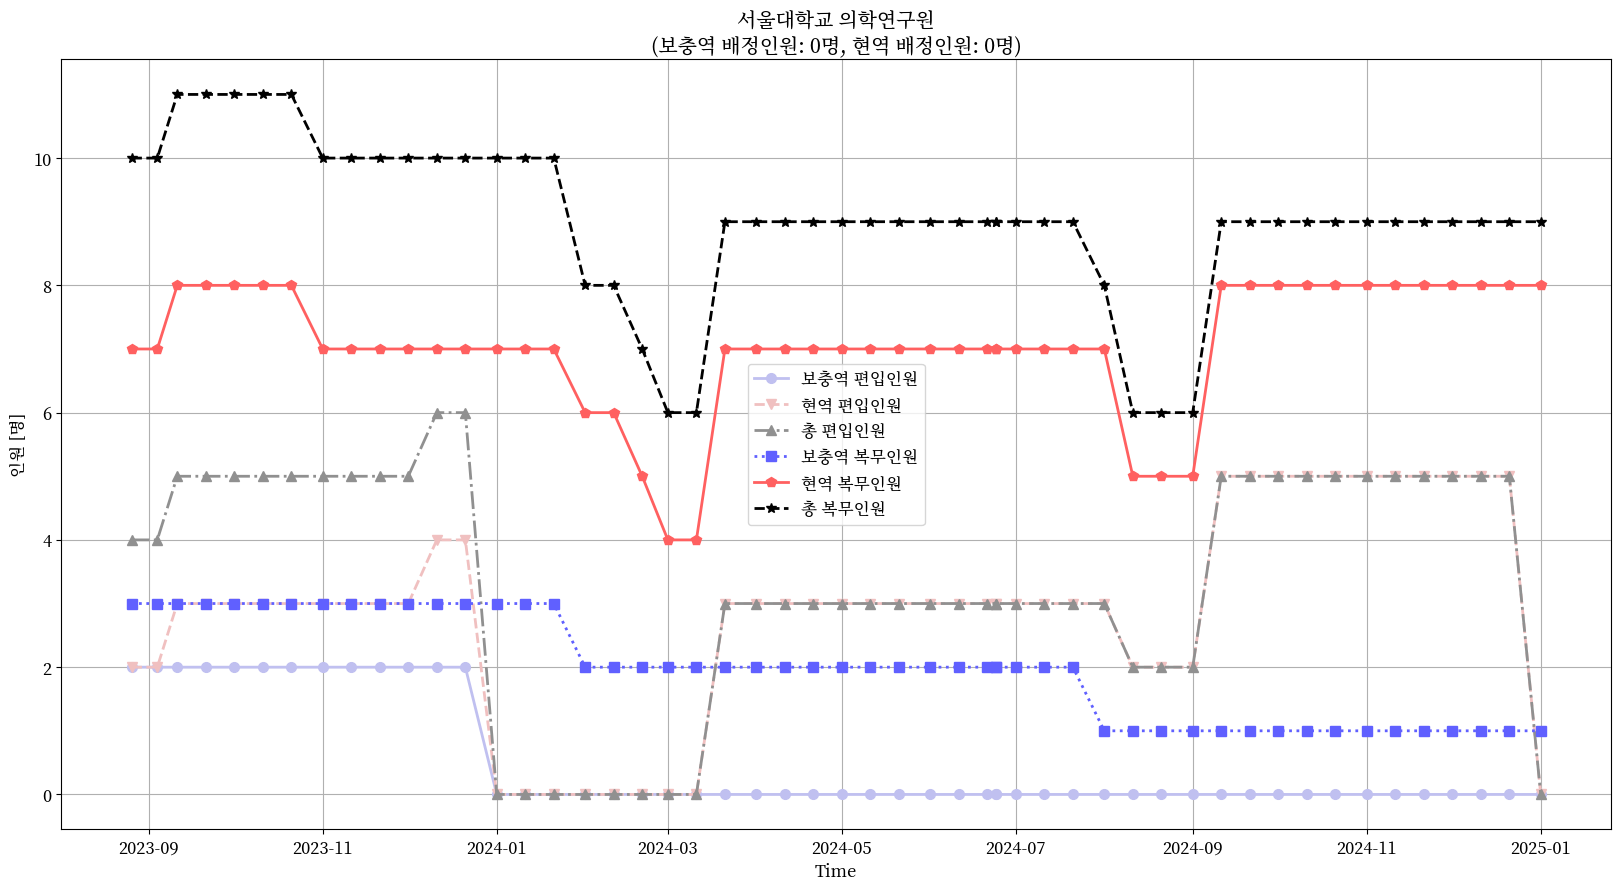 서울대학교 의학연구원
(보충역 배정인원: 0명, 현역 배정인원: 0명)
인원 [명]
10
8
6
4
2
0
보충역 편입인원
현역 편입인원
총 편입인원
보충역 복무인원
현역 복무인원
총 복무인원
2023-09
2023-11
2024-01
2024-03
2024-05
2024-07
2024-09
2024-11
2025-01
Time